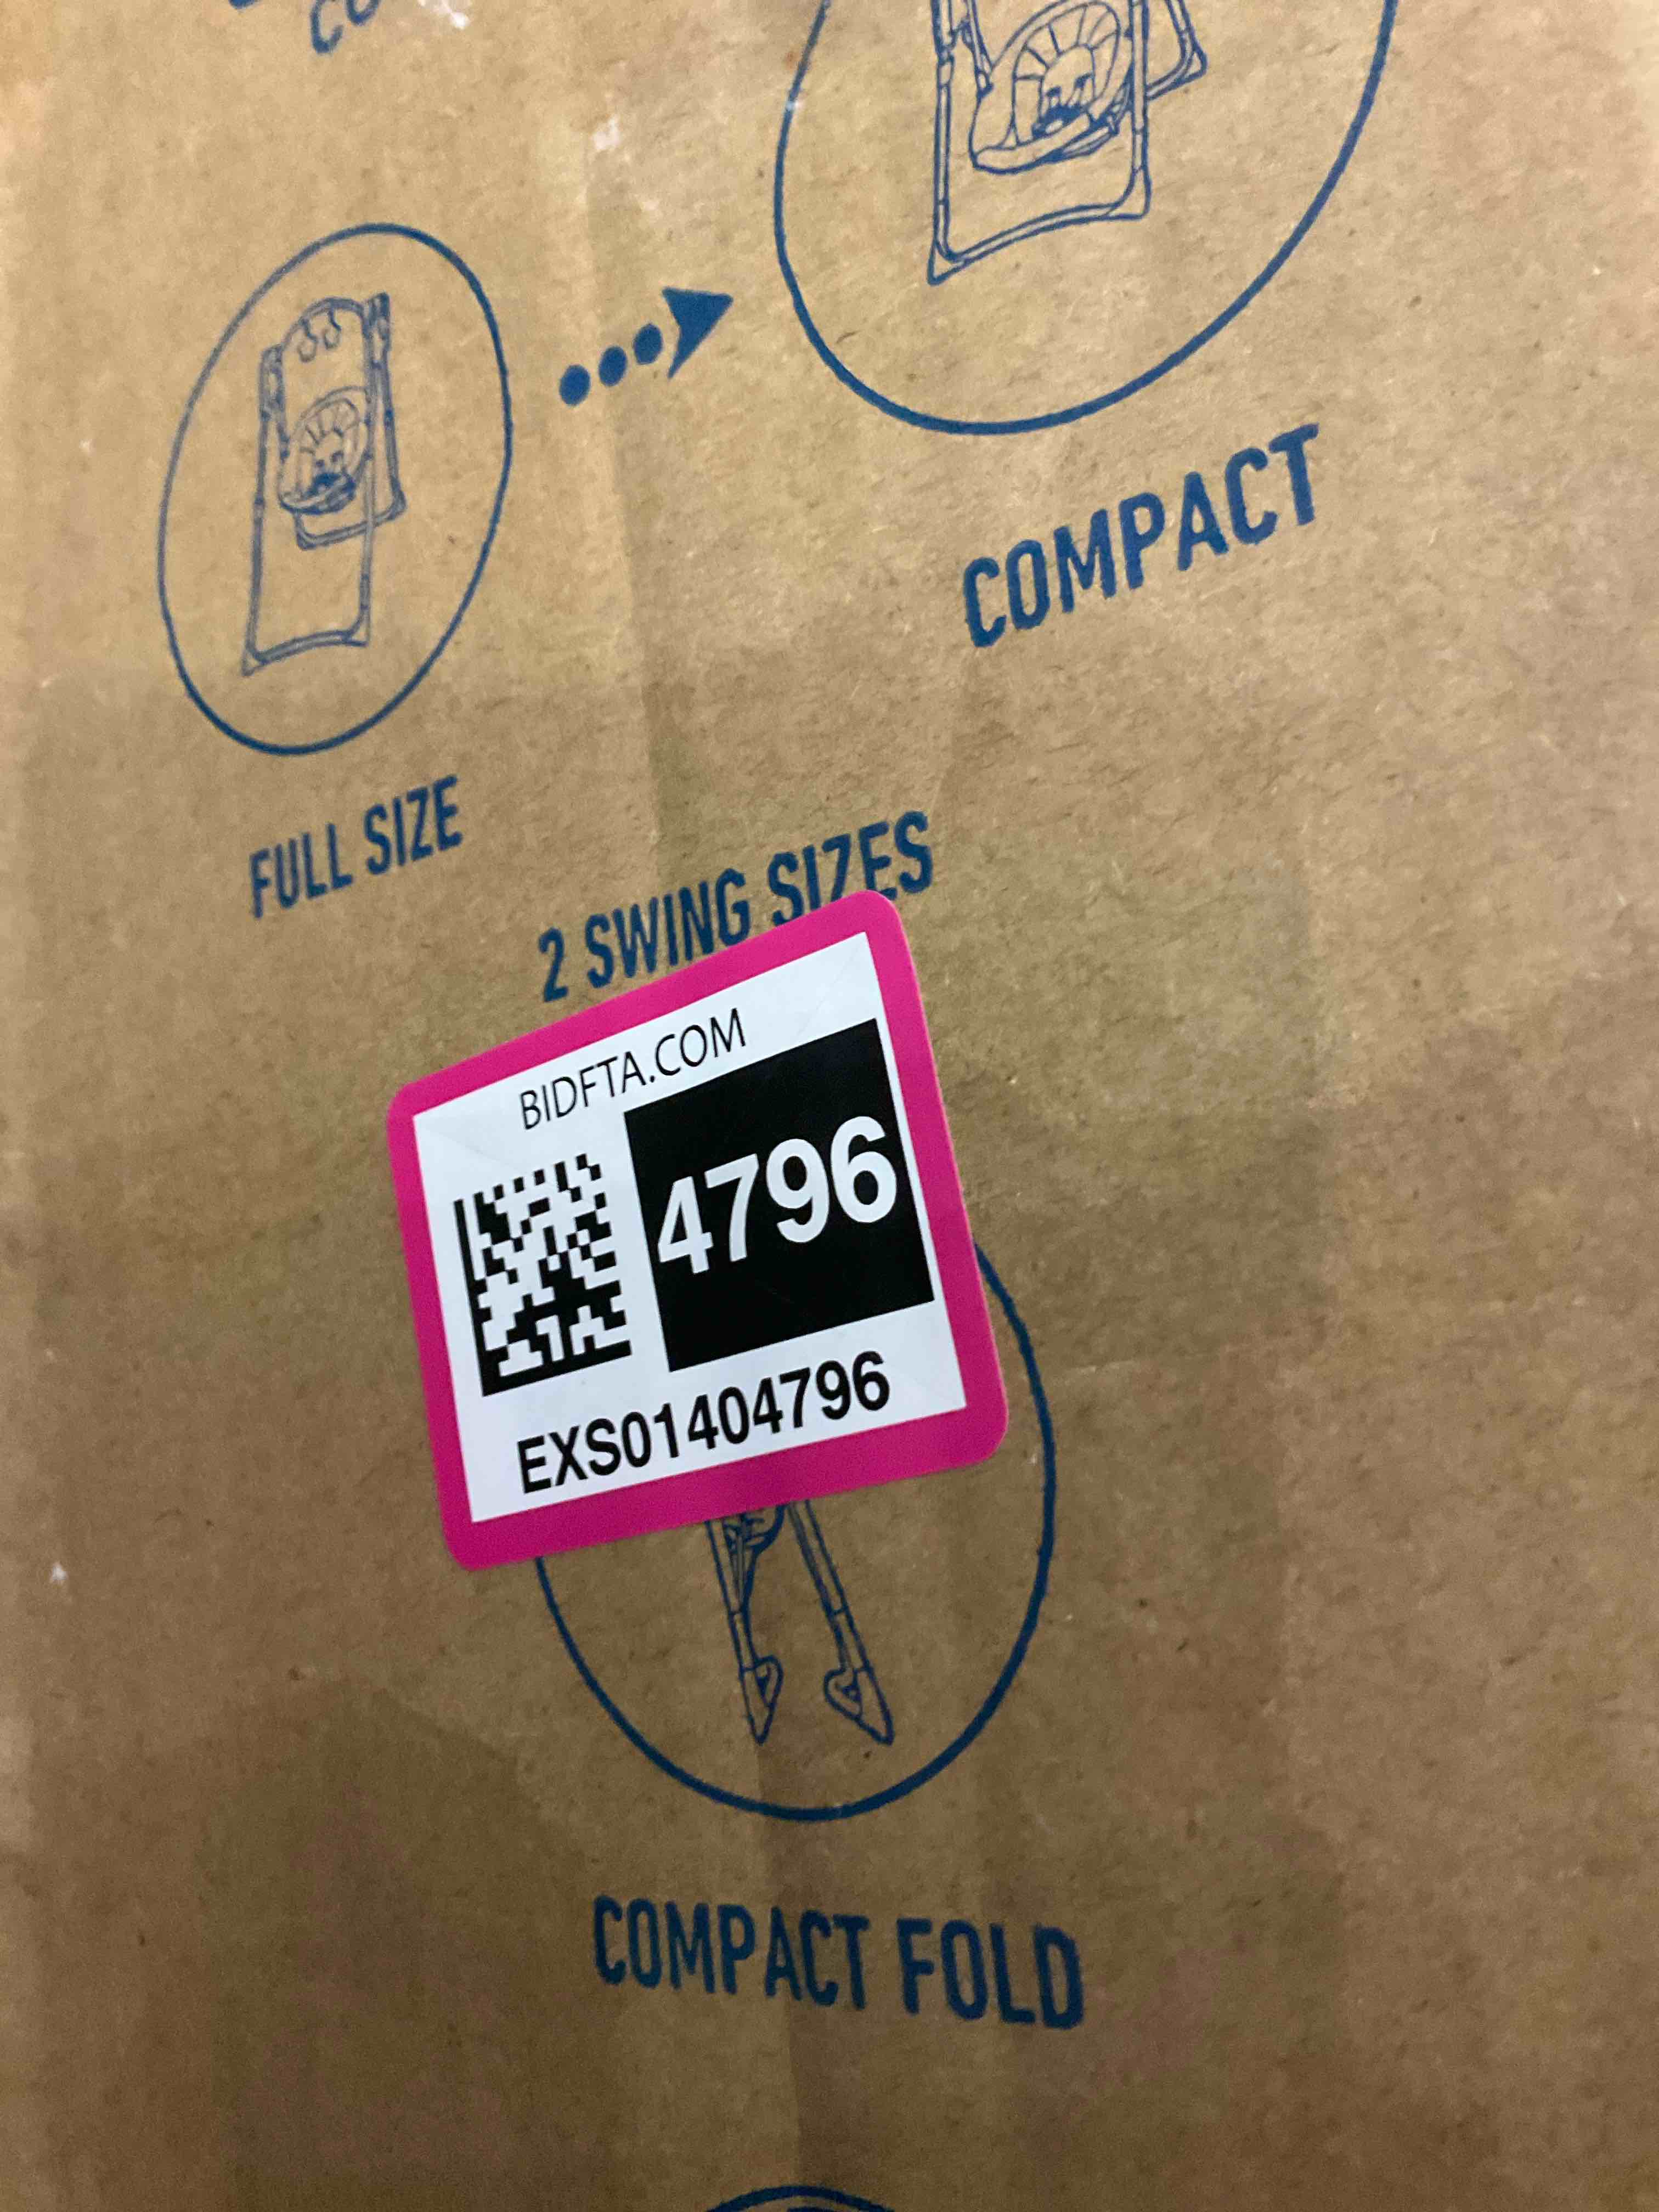 COMPACT
FULL SIZE
2 SWING SIZES
BIDFTA.COM
4796
EXS01404796
COMPACT FOLD